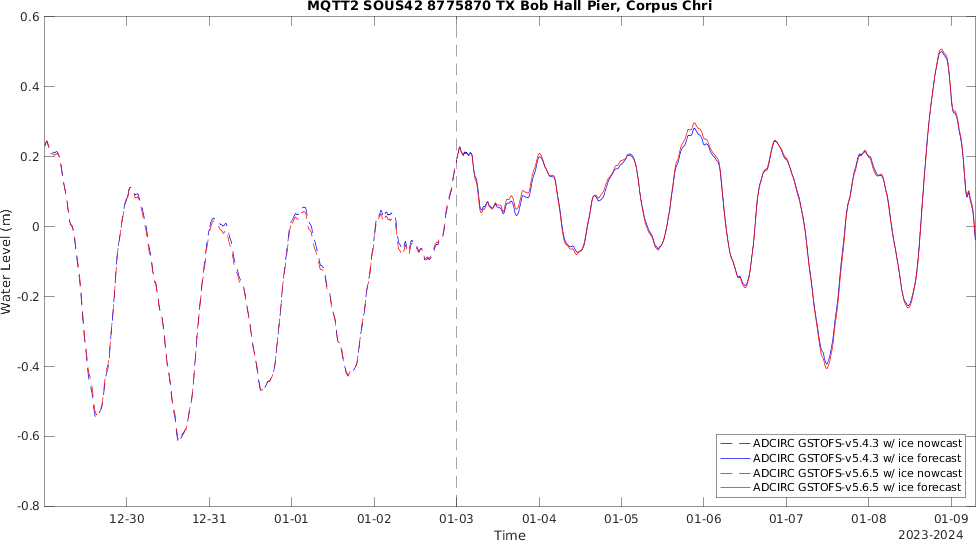 MQTT2 SOUS42 8775870 TX Bob Hall Pier, Corpus Chri
0.6
0.4
0.2
0
-0.2
-0.4
-0.6
-0.8
Water Level (m)
ADCIRC GSTOFS-v5.4.3 w/ ice nowcast
ADCIRC GSTOFS-v5.4.3 w/ ice forecast
ADCIRC GSTOFS-v5.6.5 w/ ice nowcast
ADCIRC GSTOFS-v5.6.5 w/ ice forecast
12-30 12-31 01-01 01-02 01-03 01-04 01-05 01-06 01-07 01-08 01-09
Time
2023-2024